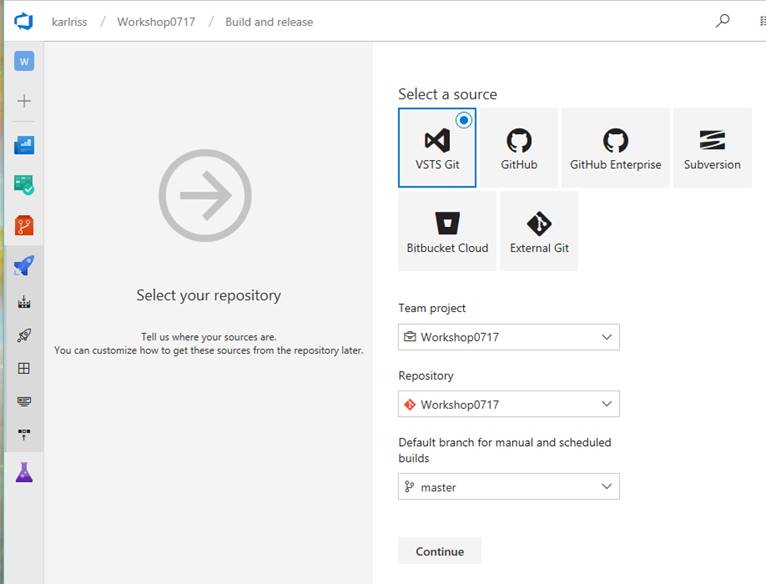 karlriss / Workshop0717 / Build and release
W
Select a source
VSTS Git
GitHub
GitHub Enterprise
Subversion
Bitbucket Cloud
External Git
Select your repository
Tell us where your sources are.
You can customize how to get these sources from the repository later.
Team project
Workshop0717
Repository
Workshop0717
Default branch for manual and scheduled
builds
master
Continue